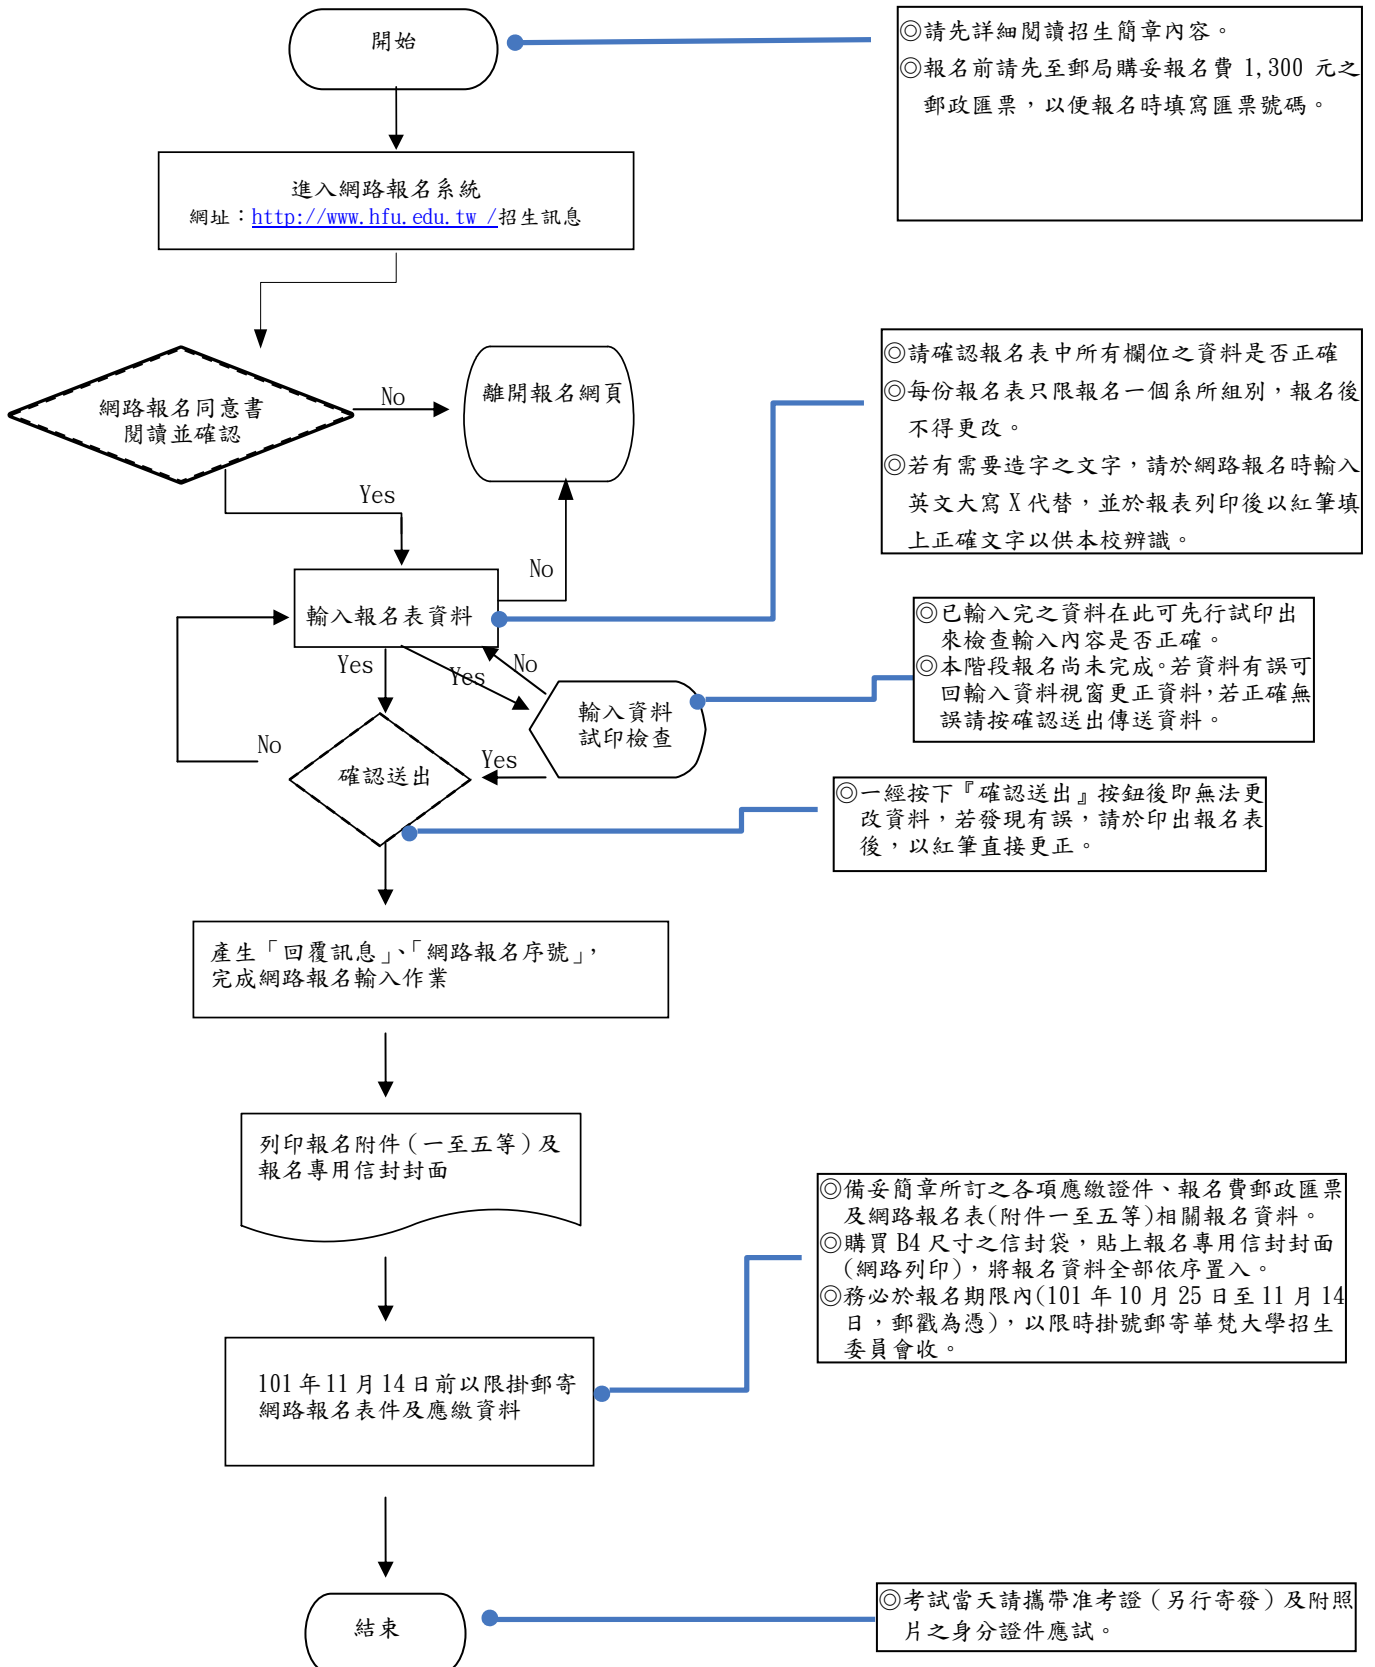 開始
◎請先詳細閱讀招生簡章內容。
◎報名前請先至郵局購妥報名費 1,300 元之
郵政匯票，以便報名時填寫匯票號碼。
進入網路報名系統
網址：http://www.hfu.edu.tw /招生訊息
網路報名同意書
閱讀並確認
No
離開報名網頁
◎請確認報名表中所有欄位之資料是否正確
◎每份報名表只限報名一個系所組別，報名後
不得更改。
◎若有需要造字之文字，請於網路報名時輸入
英文大寫 X 代替，並於報表列印後以紅筆填
上正確文字以供本校辨識。
Yes
No
輸入報名表資料
◎已輸入完之資料在此可先行試印出
來檢查輸入內容是否正確。
◎本階段報名尚未完成。若資料有誤可
回輸入資料視窗更正資料，若正確無
誤請按確認送出傳送資料。
Yes
Yes
No
輸入資料
試印檢查
No
Yes
確認送出
◎一經按下『確認送出』按鈕後即無法更
改資料，若發現有誤，請於印出報名表
後，以紅筆直接更正。
產生「回覆訊息」、「網路報名序號」，
完成網路報名輸入作業
列印報名附件（一至五等）及
報名專用信封封面
◎備妥簡章所訂之各項應繳證件、報名費郵政匯票
及網路報名表(附件一至五等)相關報名資料。
◎購買 B4 尺寸之信封袋，貼上報名專用信封封面
(網路列印)，將報名資料全部依序置入。
◎務必於報名期限內(101 年 10 月 25 日至 11 月 14
日，郵戳為憑)，以限時掛號郵寄華梵大學招生
委員會收。
101 年 11 月 14 日前以限掛郵寄
網路報名表件及應繳資料
結束
◎考試當天請攜帶准考證（另行寄發）及附照
片之身分證件應試。